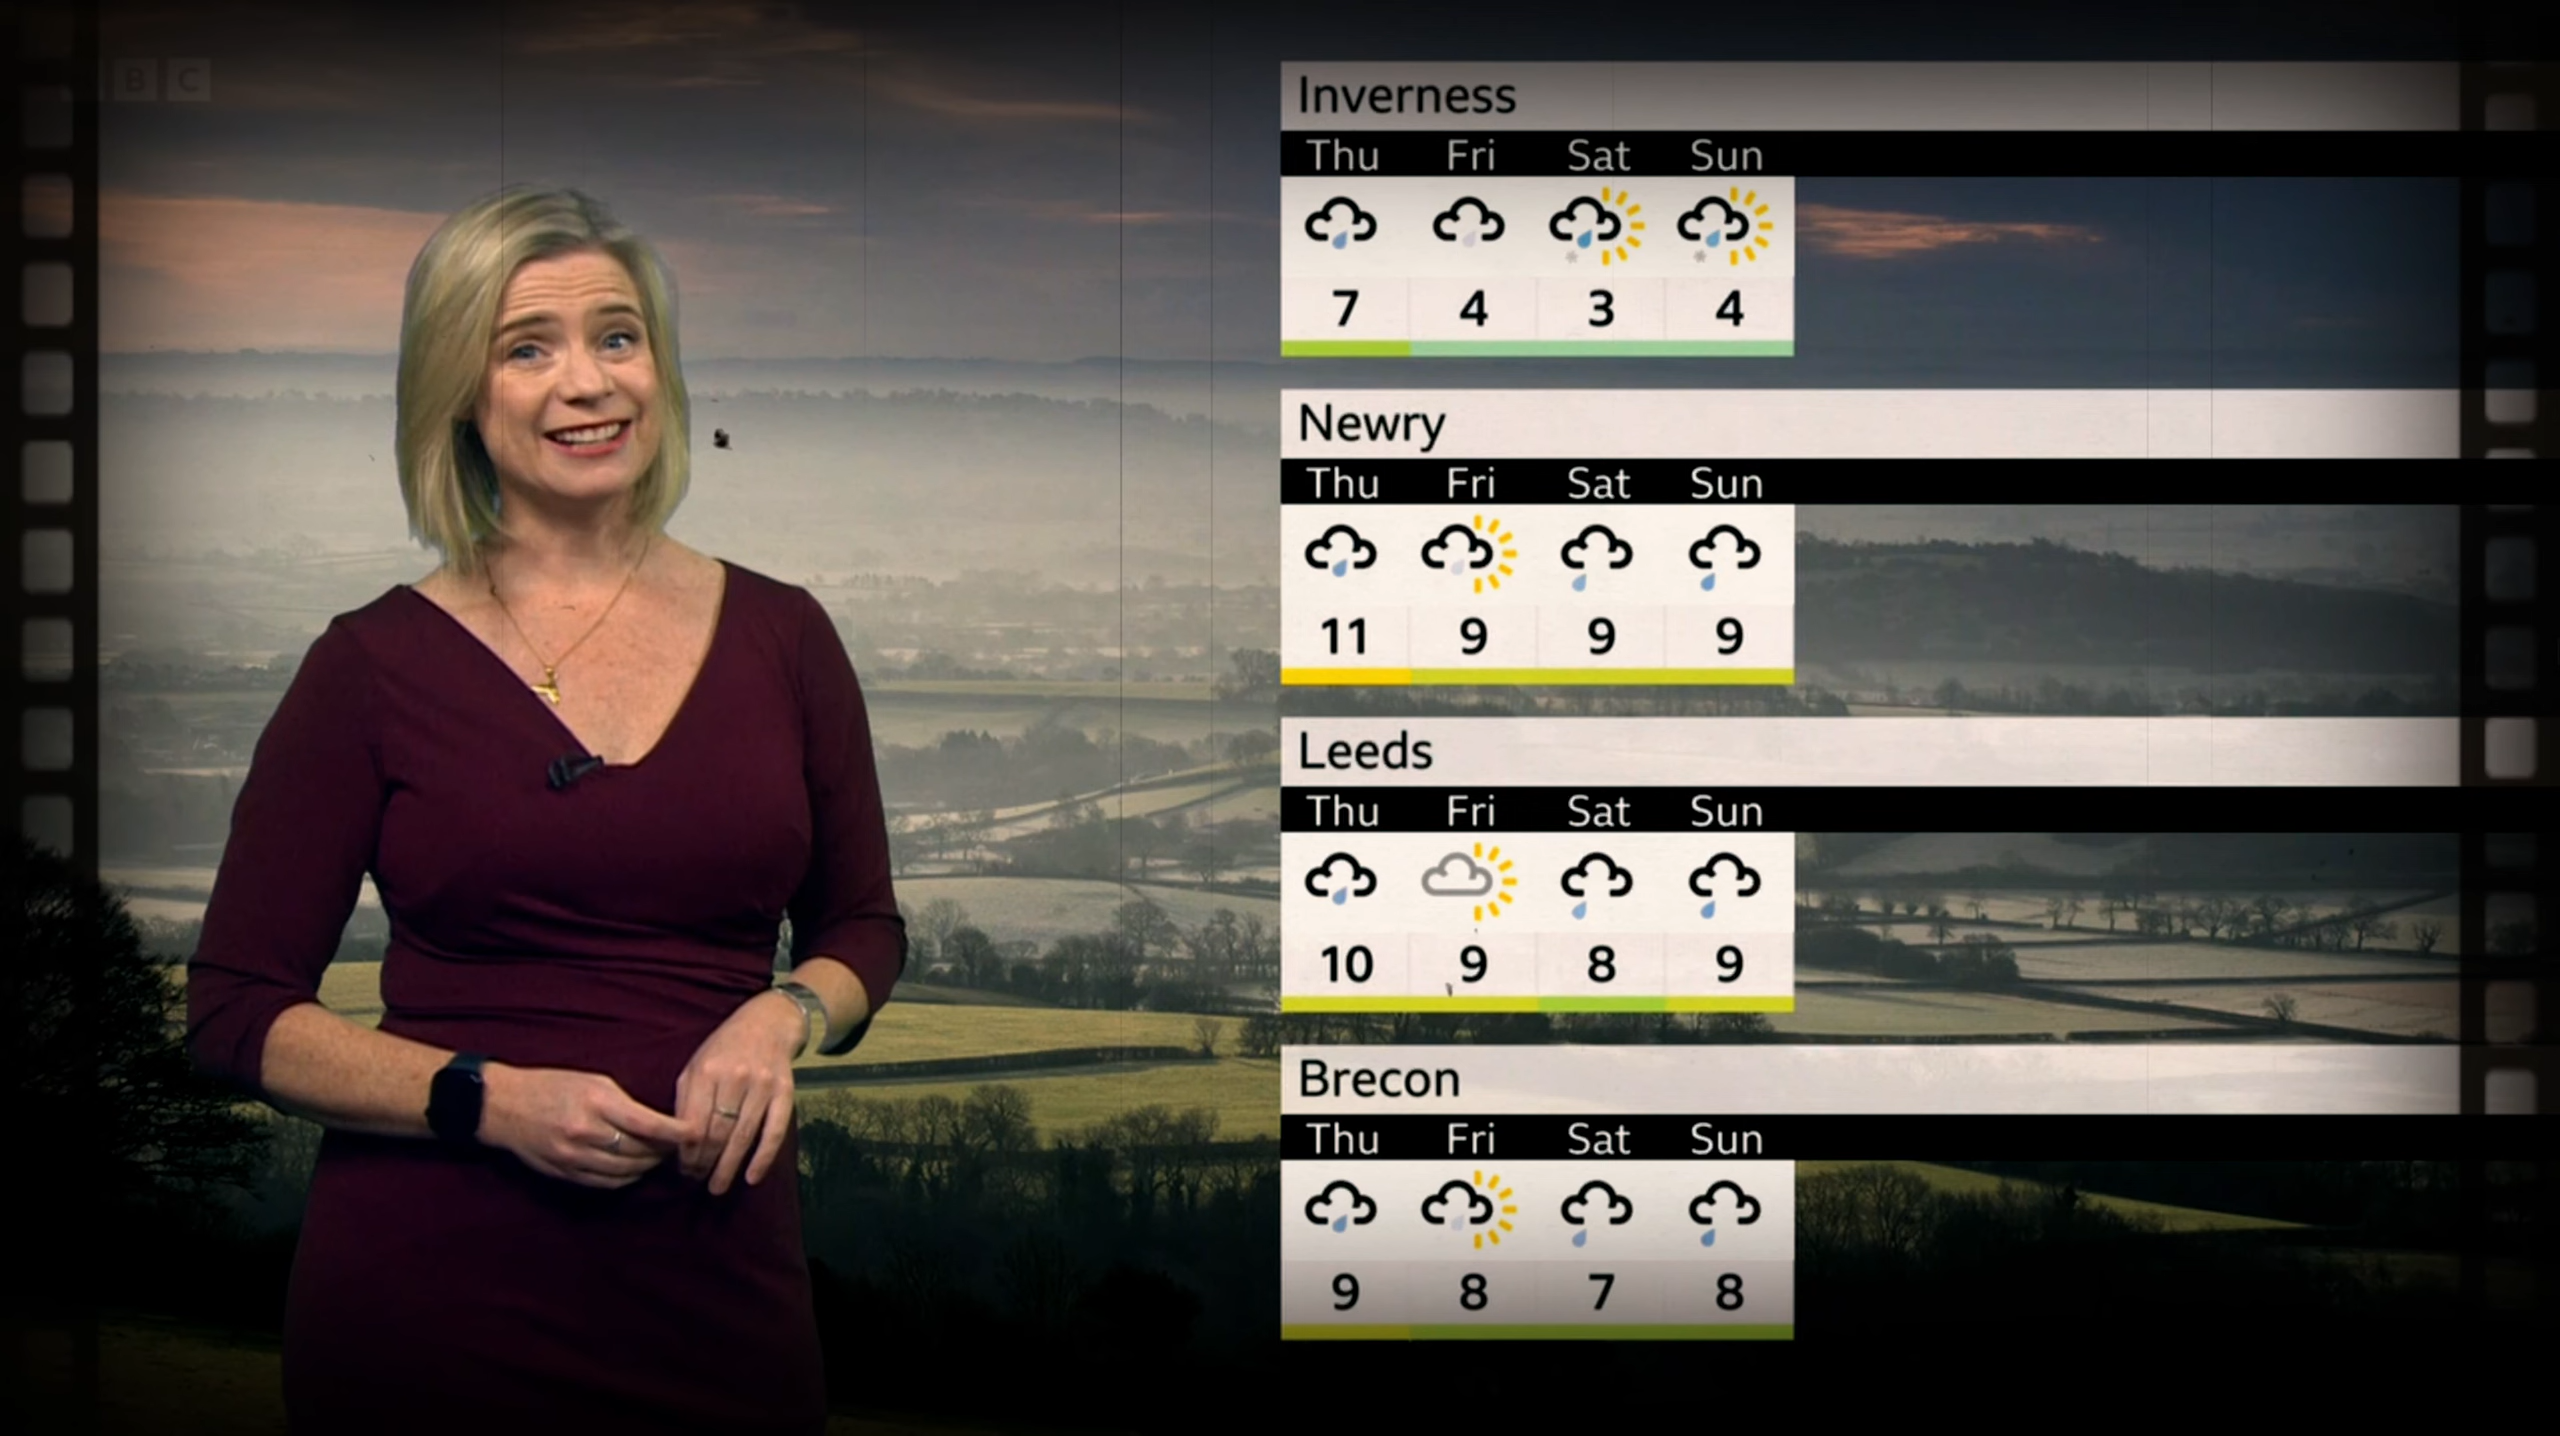 B C
Inverness
Thu Fri Sat Sun
7 4 3 4
Newry
Thu Fri Sat Sun
11 9 9 9
Leeds
Thu Fri Sat Sun
10 9 8 9
Brecon
Thu Fri Sat Sun
9 8 7 8